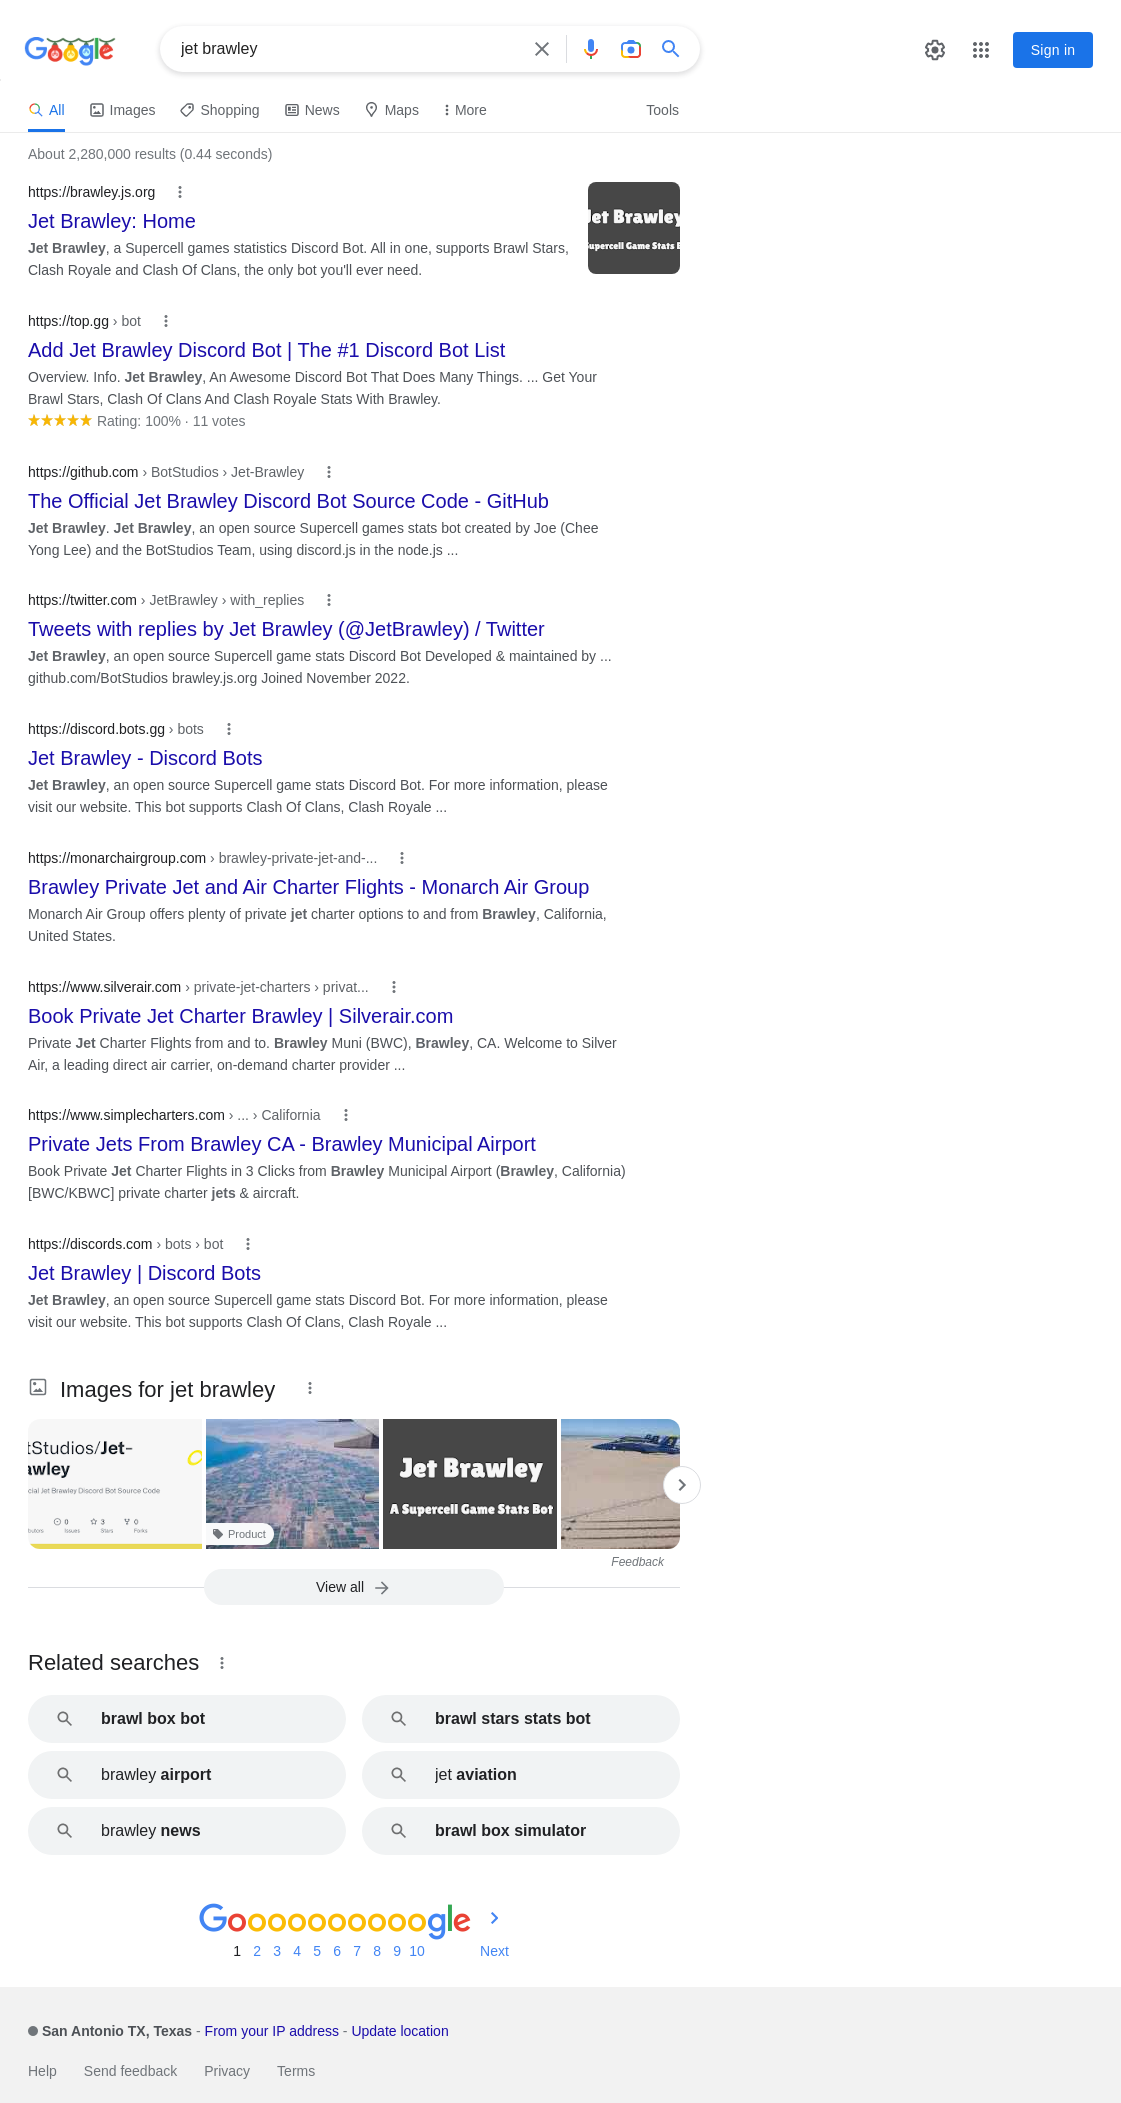 Google
jet brawley
Sign in
All
Images
Shopping
News
Maps
More
Tools
About 2,280,000 results (0.44 seconds)
https://brawley.js.org
Jet Brawley: Home
Jet Brawley, a Supercell games statistics Discord Bot. All in one, supports Brawl Stars,
Clash Royale and Clash Of Clans, the only bot you'll ever need.
Jet Brawley
Supercell Game Stats B
https://top.gg › bot
Add Jet Brawley Discord Bot | The #1 Discord Bot List
Overview. Info. Jet Brawley, An Awesome Discord Bot That Does Many Things. ... Get Your
Brawl Stars, Clash Of Clans And Clash Royale Stats With Brawley.
Rating: 100% · 11 votes
https://github.com › BotStudios › Jet-Brawley
The Official Jet Brawley Discord Bot Source Code - GitHub
Jet Brawley. Jet Brawley, an open source Supercell games stats bot created by Joe (Chee
Yong Lee) and the BotStudios Team, using discord.js in the node.js ...
https://twitter.com › JetBrawley › with_replies
Tweets with replies by Jet Brawley (@JetBrawley) / Twitter
Jet Brawley, an open source Supercell game stats Discord Bot Developed & maintained by ...
github.com/BotStudios brawley.js.org Joined November 2022.
https://discord.bots.gg › bots
Jet Brawley - Discord Bots
Jet Brawley, an open source Supercell game stats Discord Bot. For more information, please
visit our website. This bot supports Clash Of Clans, Clash Royale ...
https://monarchairgroup.com › brawley-private-jet-and-...
Brawley Private Jet and Air Charter Flights - Monarch Air Group
Monarch Air Group offers plenty of private jet charter options to and from Brawley, California,
United States.
https://www.silverair.com › private-jet-charters › privat...
Book Private Jet Charter Brawley | Silverair.com
Private Jet Charter Flights from and to. Brawley Muni (BWC), Brawley, CA. Welcome to Silver
Air, a leading direct air carrier, on-demand charter provider ...
https://www.simplecharters.com › ... › California
Private Jets From Brawley CA - Brawley Municipal Airport
Book Private Jet Charter Flights in 3 Clicks from Brawley Municipal Airport (Brawley, California)
[BWC/KBWC] private charter jets & aircraft.
https://discords.com › bots › bot
Jet Brawley | Discord Bots
Jet Brawley, an open source Supercell game stats Discord Bot. For more information, please
visit our website. This bot supports Clash Of Clans, Clash Royale ...
Images for jet brawley
tStudios/Jet-
awley
cial Jet Brawley Discord Bot Source Code
0 3 0
butors Issues Stars Forks
Product
Jet Brawley
A Supercell Game Stats Bot
Feedback
View all
Related searches
brawl box bot
brawl stars stats bot
brawley airport
jet aviation
brawley news
brawl box simulator
Goooooooooogle
1 2 3 4 5 6 7 8 9 10 Next
San Antonio TX, Texas - From your IP address - Update location
Help Send feedback Privacy Terms